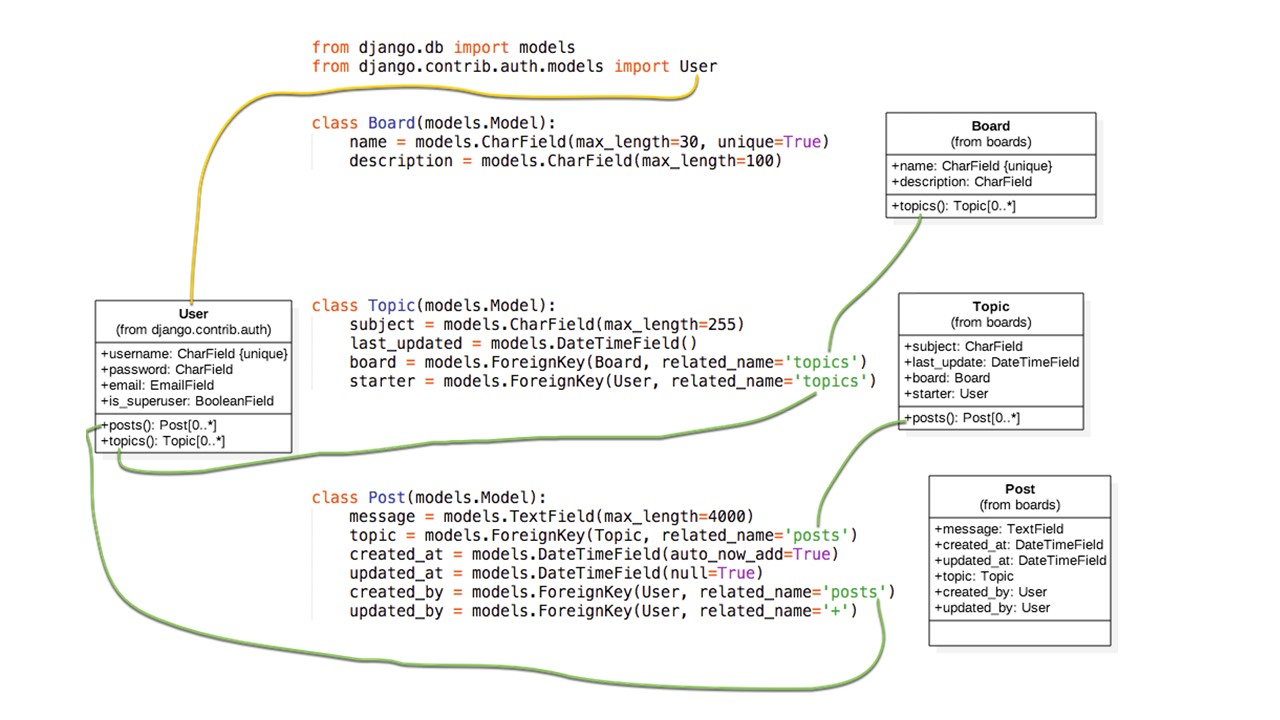 from django.db import models
from django.contrib.auth.models import User
class Board(models.Model):
name = models.CharField(max_length=30, unique=True)
description = models.CharField(max_length=100)
Board
(from boards)
+name: CharField {unique}
+description: CharField
+topics(): Topic[0..*]
User
(from django.contrib.auth)
+username: CharField {unique}
+password: CharField
+email: EmailField
+is_superuser: BooleanField
+posts(): Post[0..*]
+topics(): Topic[0..*]
class Topic(models.Model):
subject = models.CharField(max_length=255)
last_updated = models.DateTimeField()
board = models.ForeignKey(Board, related_name='topics')
starter = models.ForeignKey(User, related_name='topics')
Topic
(from boards)
+subject: CharField
+last_update: DateTimeField
+board: Board
+starter: User
+posts(): Post[0..*]
class Post(models.Model):
message = models.TextField(max_length=4000)
topic = models.ForeignKey(Topic, related_name='posts')
created_at = models.DateTimeField(auto_now_add=True)
updated_at = models.DateTimeField(null=True)
created_by = models.ForeignKey(User, related_name='posts')
updated_by = models.ForeignKey(User, related_name='+')
Post
(from boards)
+message: TextField
+created_at: DateTimeField
+updated_at: DateTimeField
+topic: Topic
+created_by: User
+updated_by: User